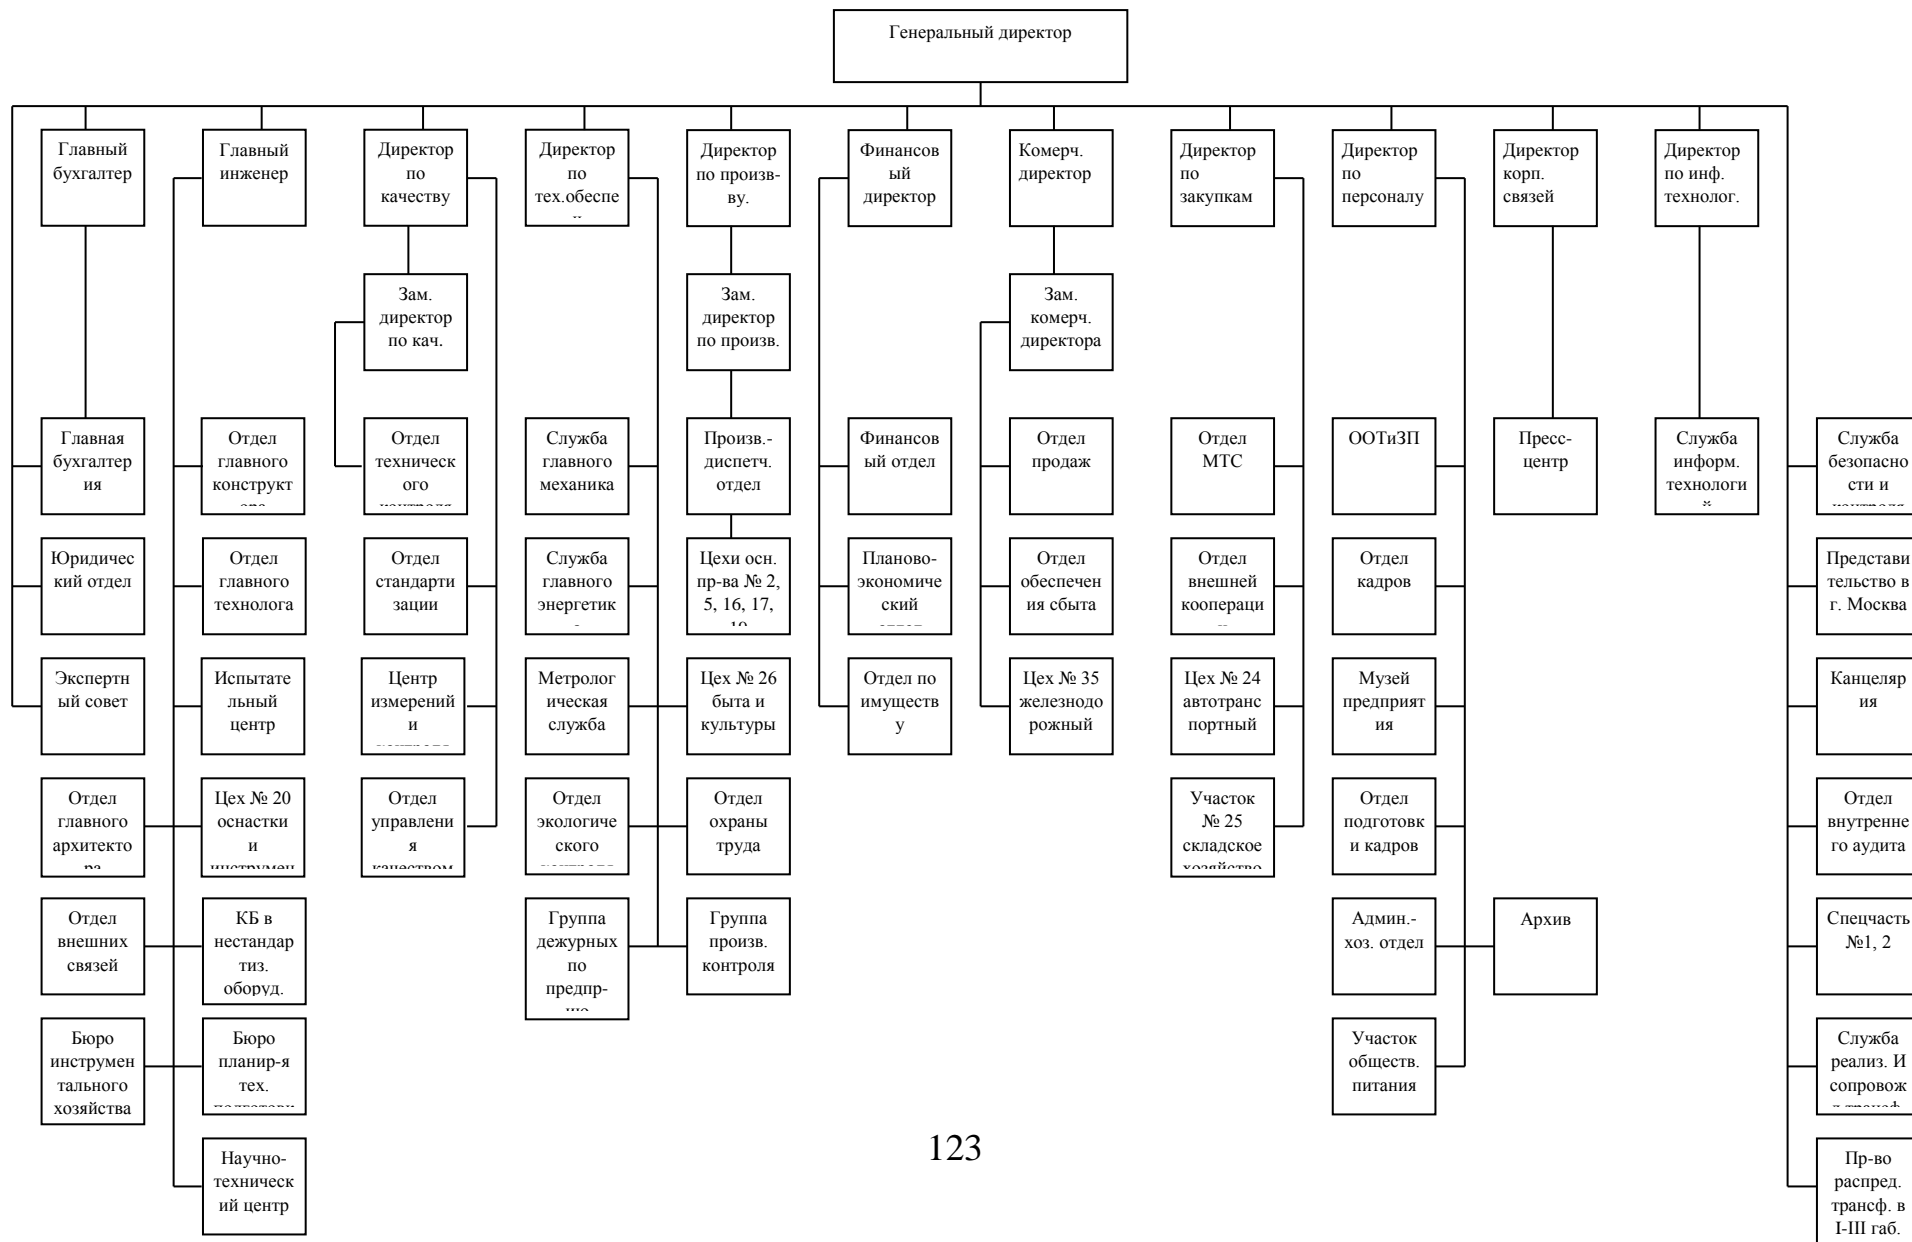 Генеральный директор
Главный
бухгалтер
Главный
инженер
Директор
по
качеству
Директор
по
тех.обеспе
Директор
по произв-
ву.
Финансов
ый
директор
Комерч.
директор
Директор
по
закупкам
Директор
по
персоналу
Директор
корп.
связей
Директор
по инф.
технолог.
Зам.
директор
по кач.
Зам.
директор
по произв.
Зам.
комерч.
директора
Главная
бухгалтер
ия
Отдел
главного
конструкт
Отдел
техническ
ого
Служба
главного
механика
Произв.-
диспетч.
отдел
Финансов
ый отдел
Отдел
продаж
Отдел
МТС
ООТиЗП
Пресс-
центр
Служба
информ.
технологи
Служба
безопасно
сти и
Юридичес
кий отдел
Отдел
главного
технолога
Отдел
стандарти
зации
Служба
главного
энергетик
Цехи осн.
пр-ва № 2,
5, 16, 17,
Планово-
экономиче
ский
Отдел
обеспечен
ия сбыта
Отдел
внешней
коопераци
Отдел
кадров
Представи
тельство в
г. Москва
Экспертн
ый совет
Испытате
льный
центр
Центр
измерений
и
Метролог
ическая
служба
Цех № 26
быта и
культуры
Отдел по
имуществ
у
Цех № 35
железнодо
рожный
Цех № 24
автотранс
портный
Музей
предприят
ия
Канцеляр
ия
Отдел
главного
архитекто
Цех № 20
оснастки
и
инструмен
Отдел
управлени
я
качеством
Отдел
экологиче
ского
Отдел
охраны
труда
Участок
№ 25
складское
хозяйство
Отдел
подготовк
и кадров
Отдел
внутренне
го аудита
Отдел
внешних
связей
КБ в
нестандар
тиз.
оборуд.
Группа
дежурных
по
предпр-
Группа
произв.
контроля
Админ.-
хоз. отдел
Архив
Спецчасть
№1, 2
Бюро
инструмен
тального
хозяйства
Бюро
планир-я
тех.
Участок
обществ.
питания
Служба
реализ. И
сопровож
Научно-
техническ
ий центр
Пр-во
распред.
трансф. в
I-III габ.
123